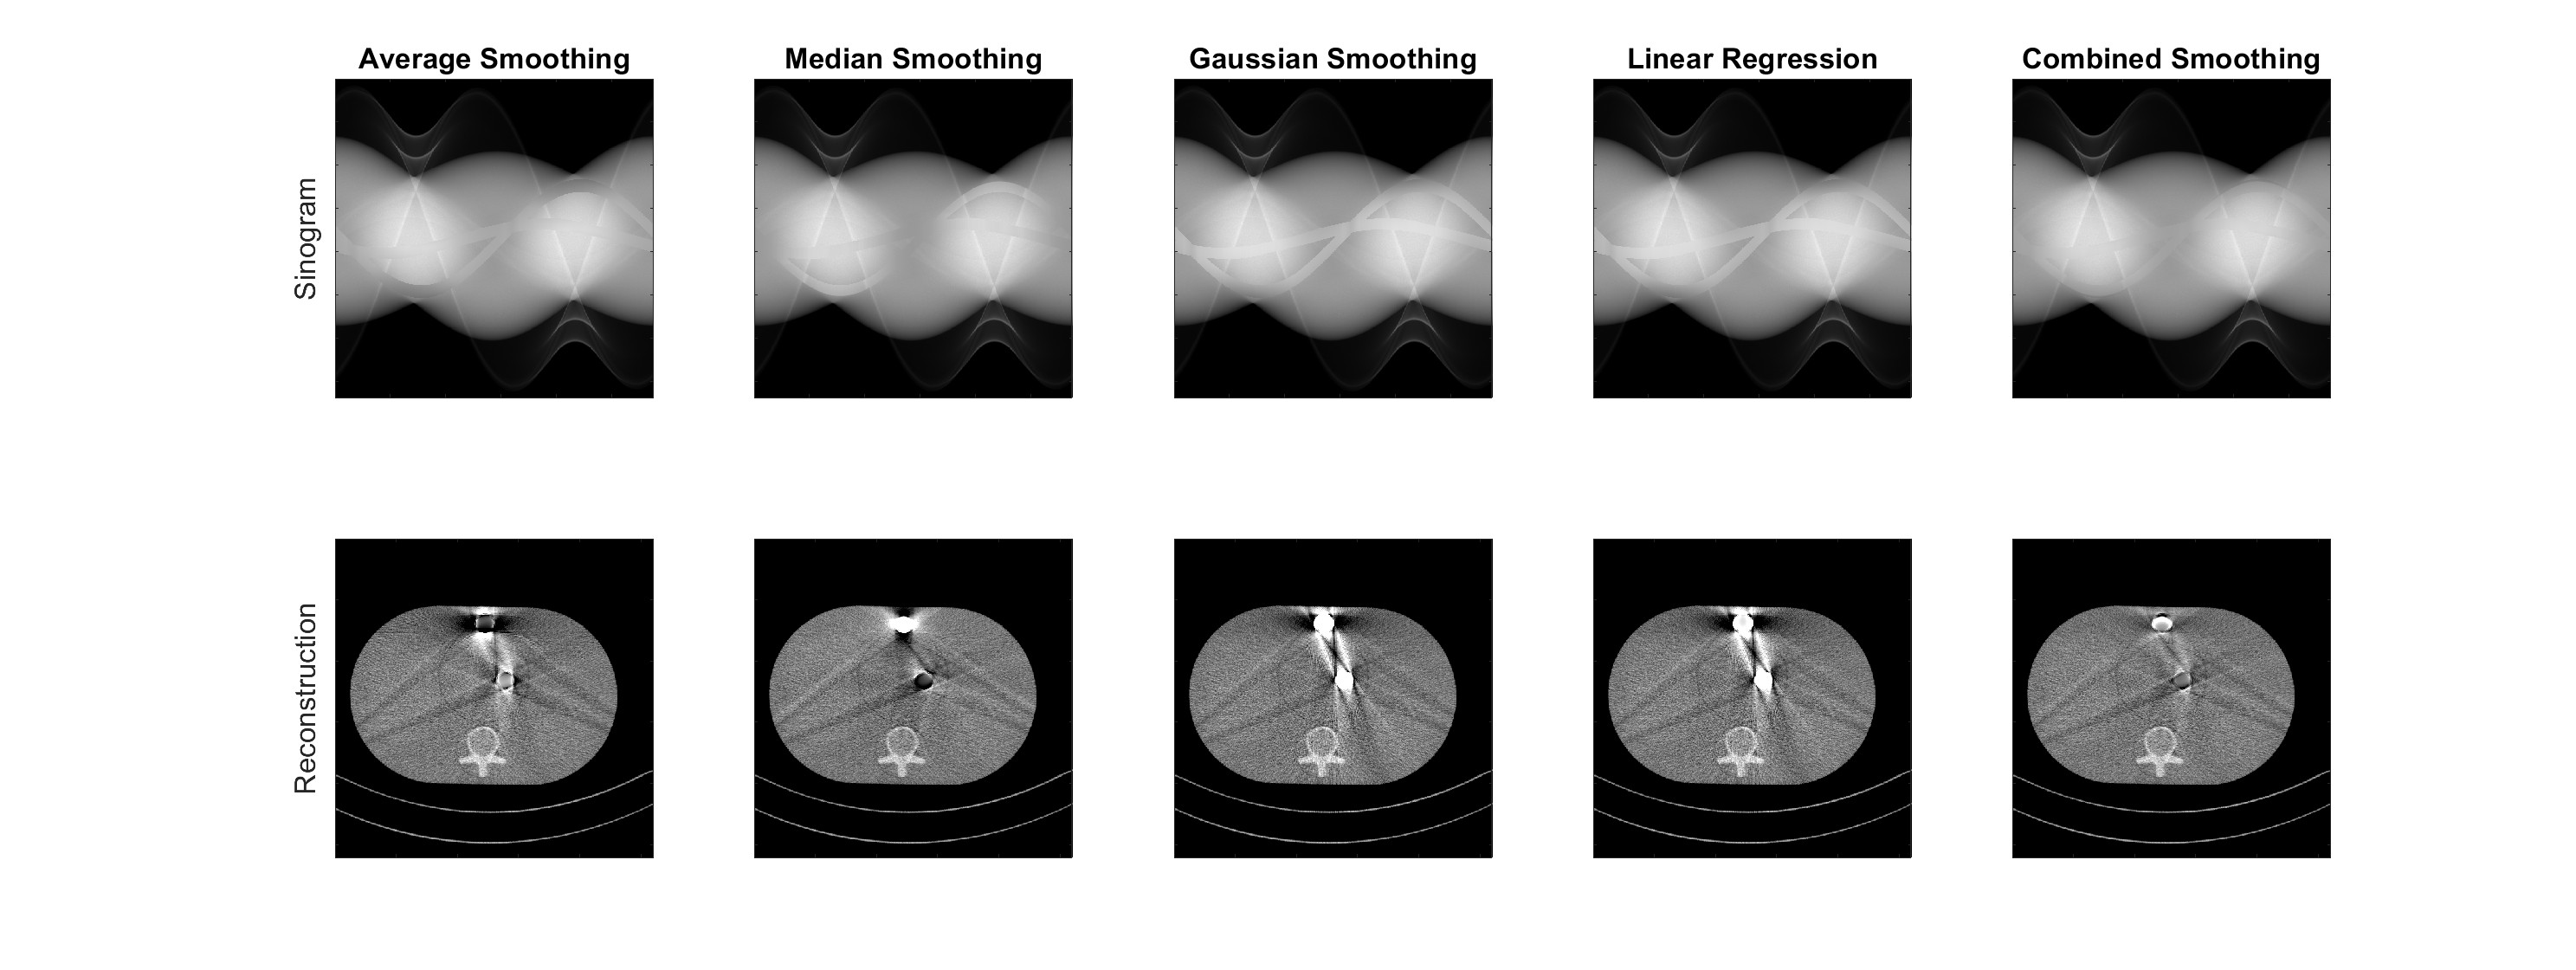 Average Smoothing
Median Smoothing
Gaussian Smoothing
Linear Regression
Combined Smoothing
Sinogram
Reconstruction